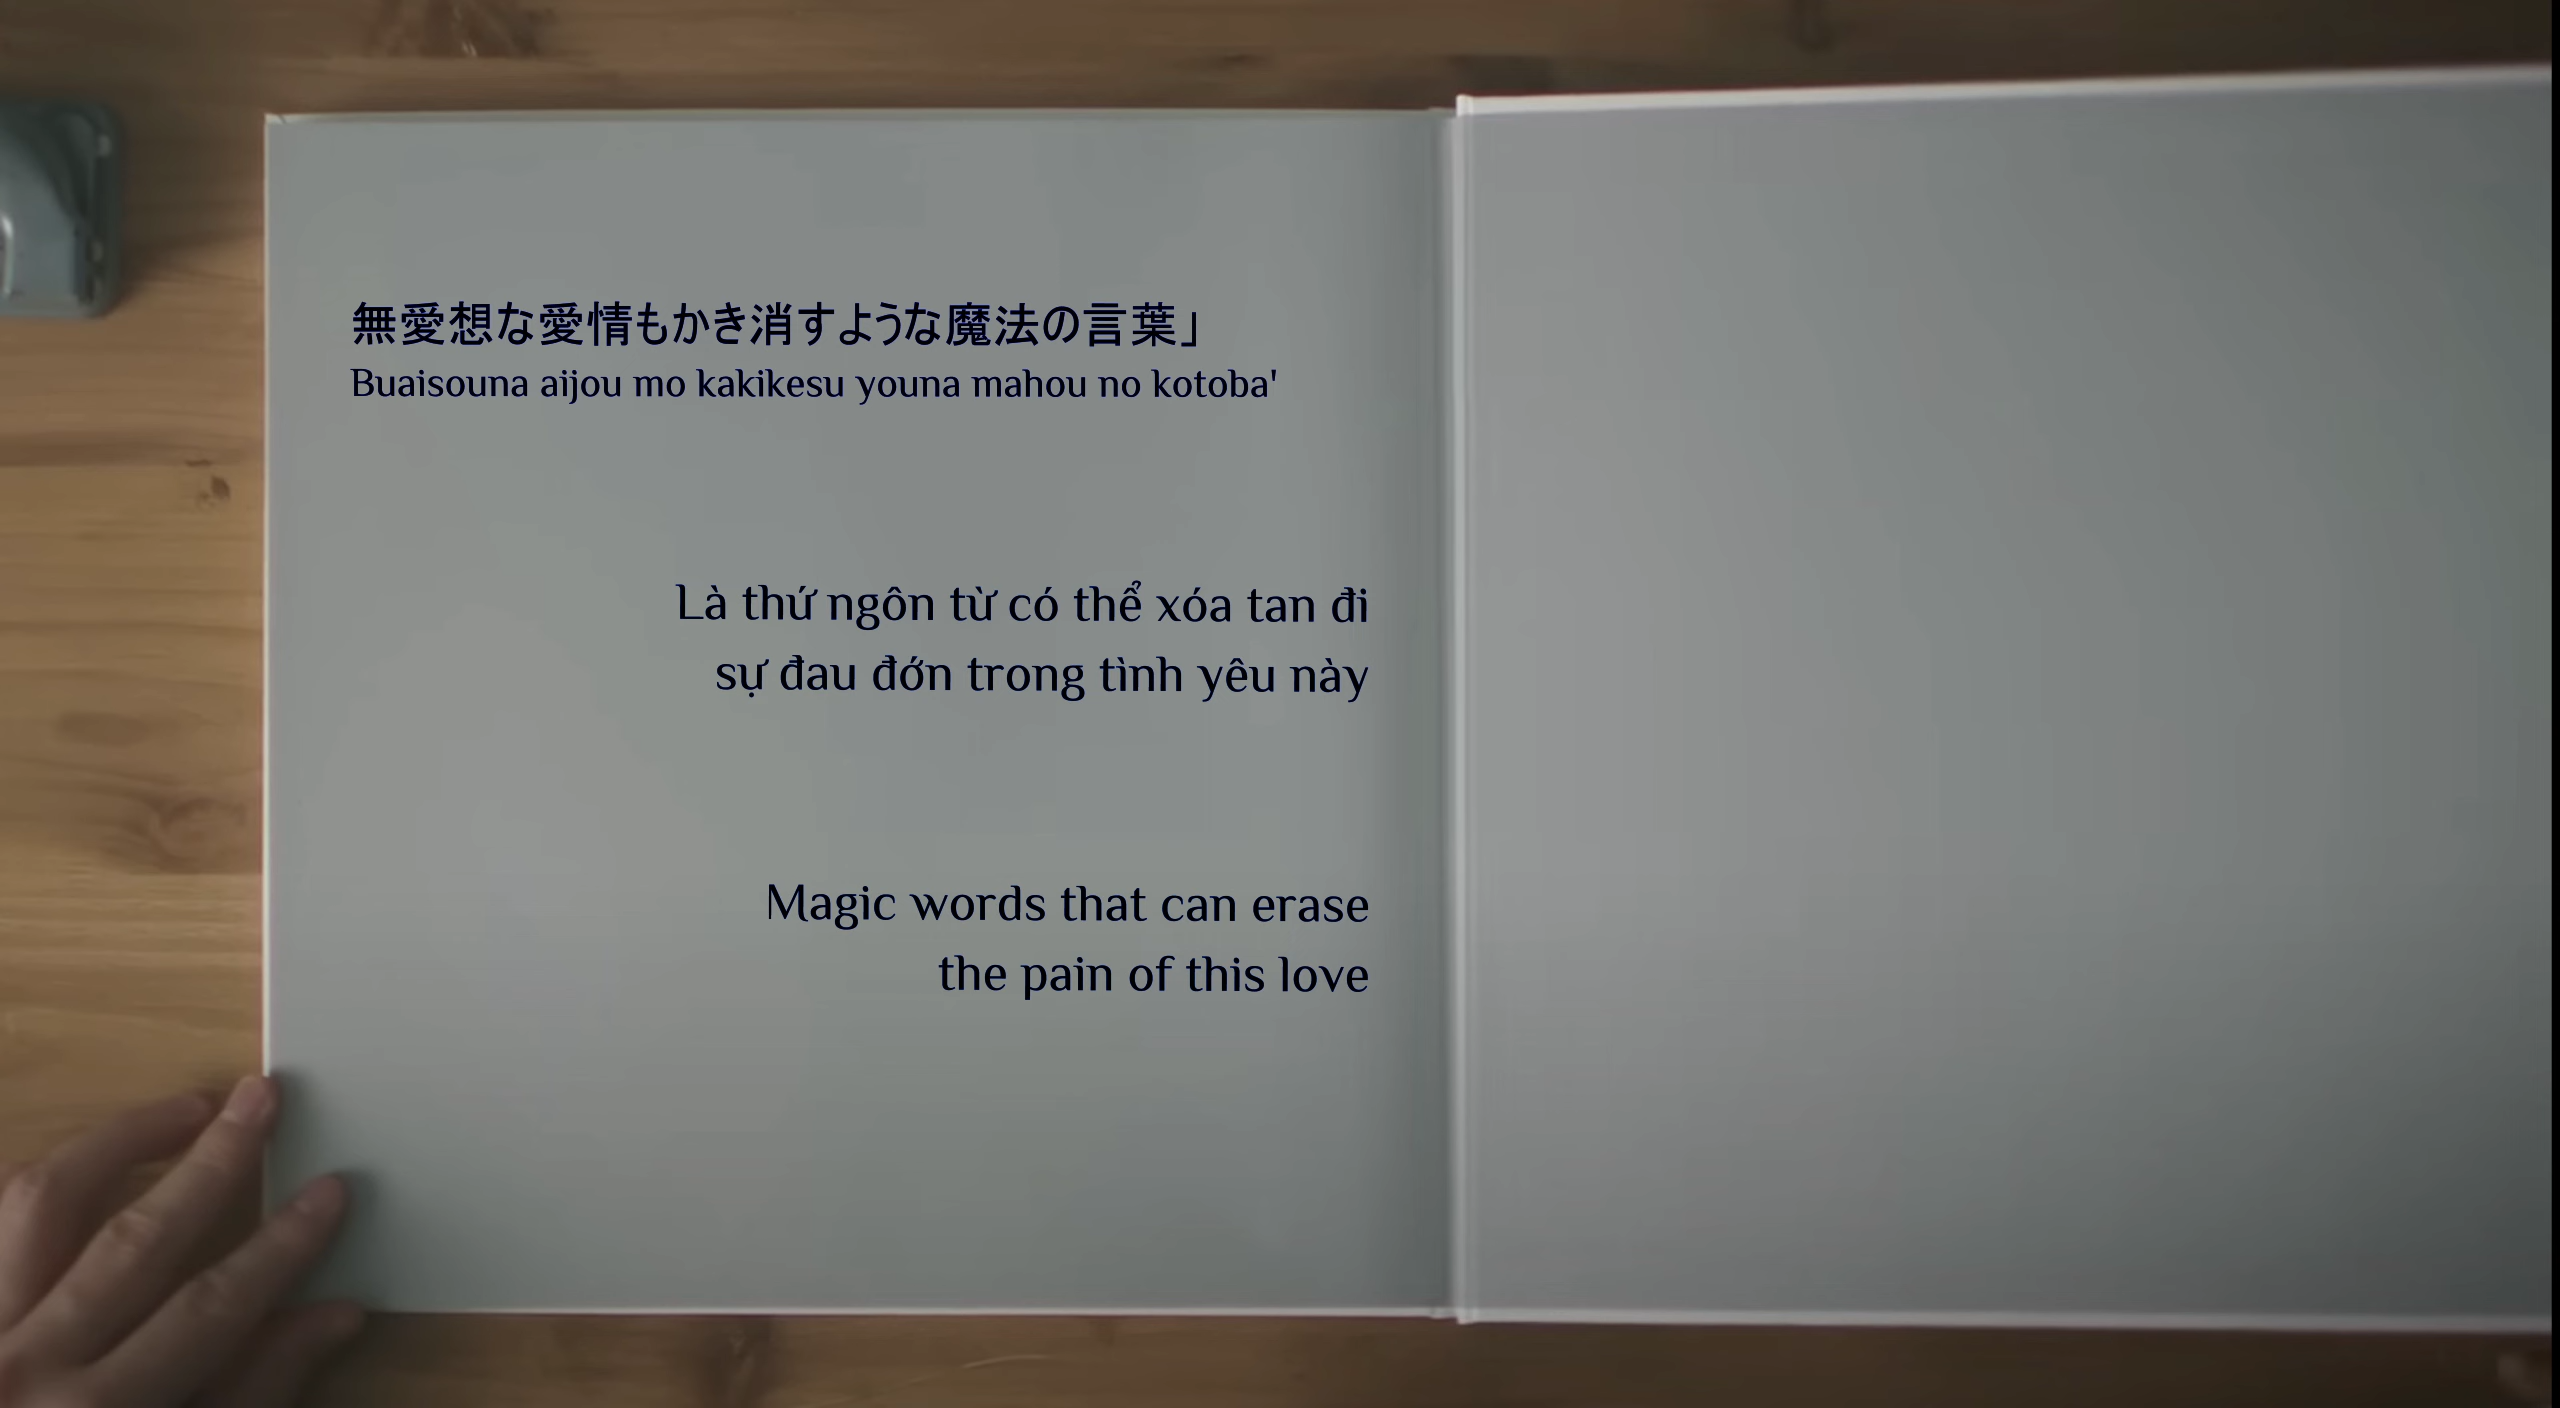 無愛想な愛情もかき消すような魔法の言葉」
Buaisouna aijou mo kakikesu youna mahou no kotoba'
Là thứ ngôn từ có thể xóa tan đi
sự đau đớn trong tình yêu này
Magic words that can erase
the pain of this love